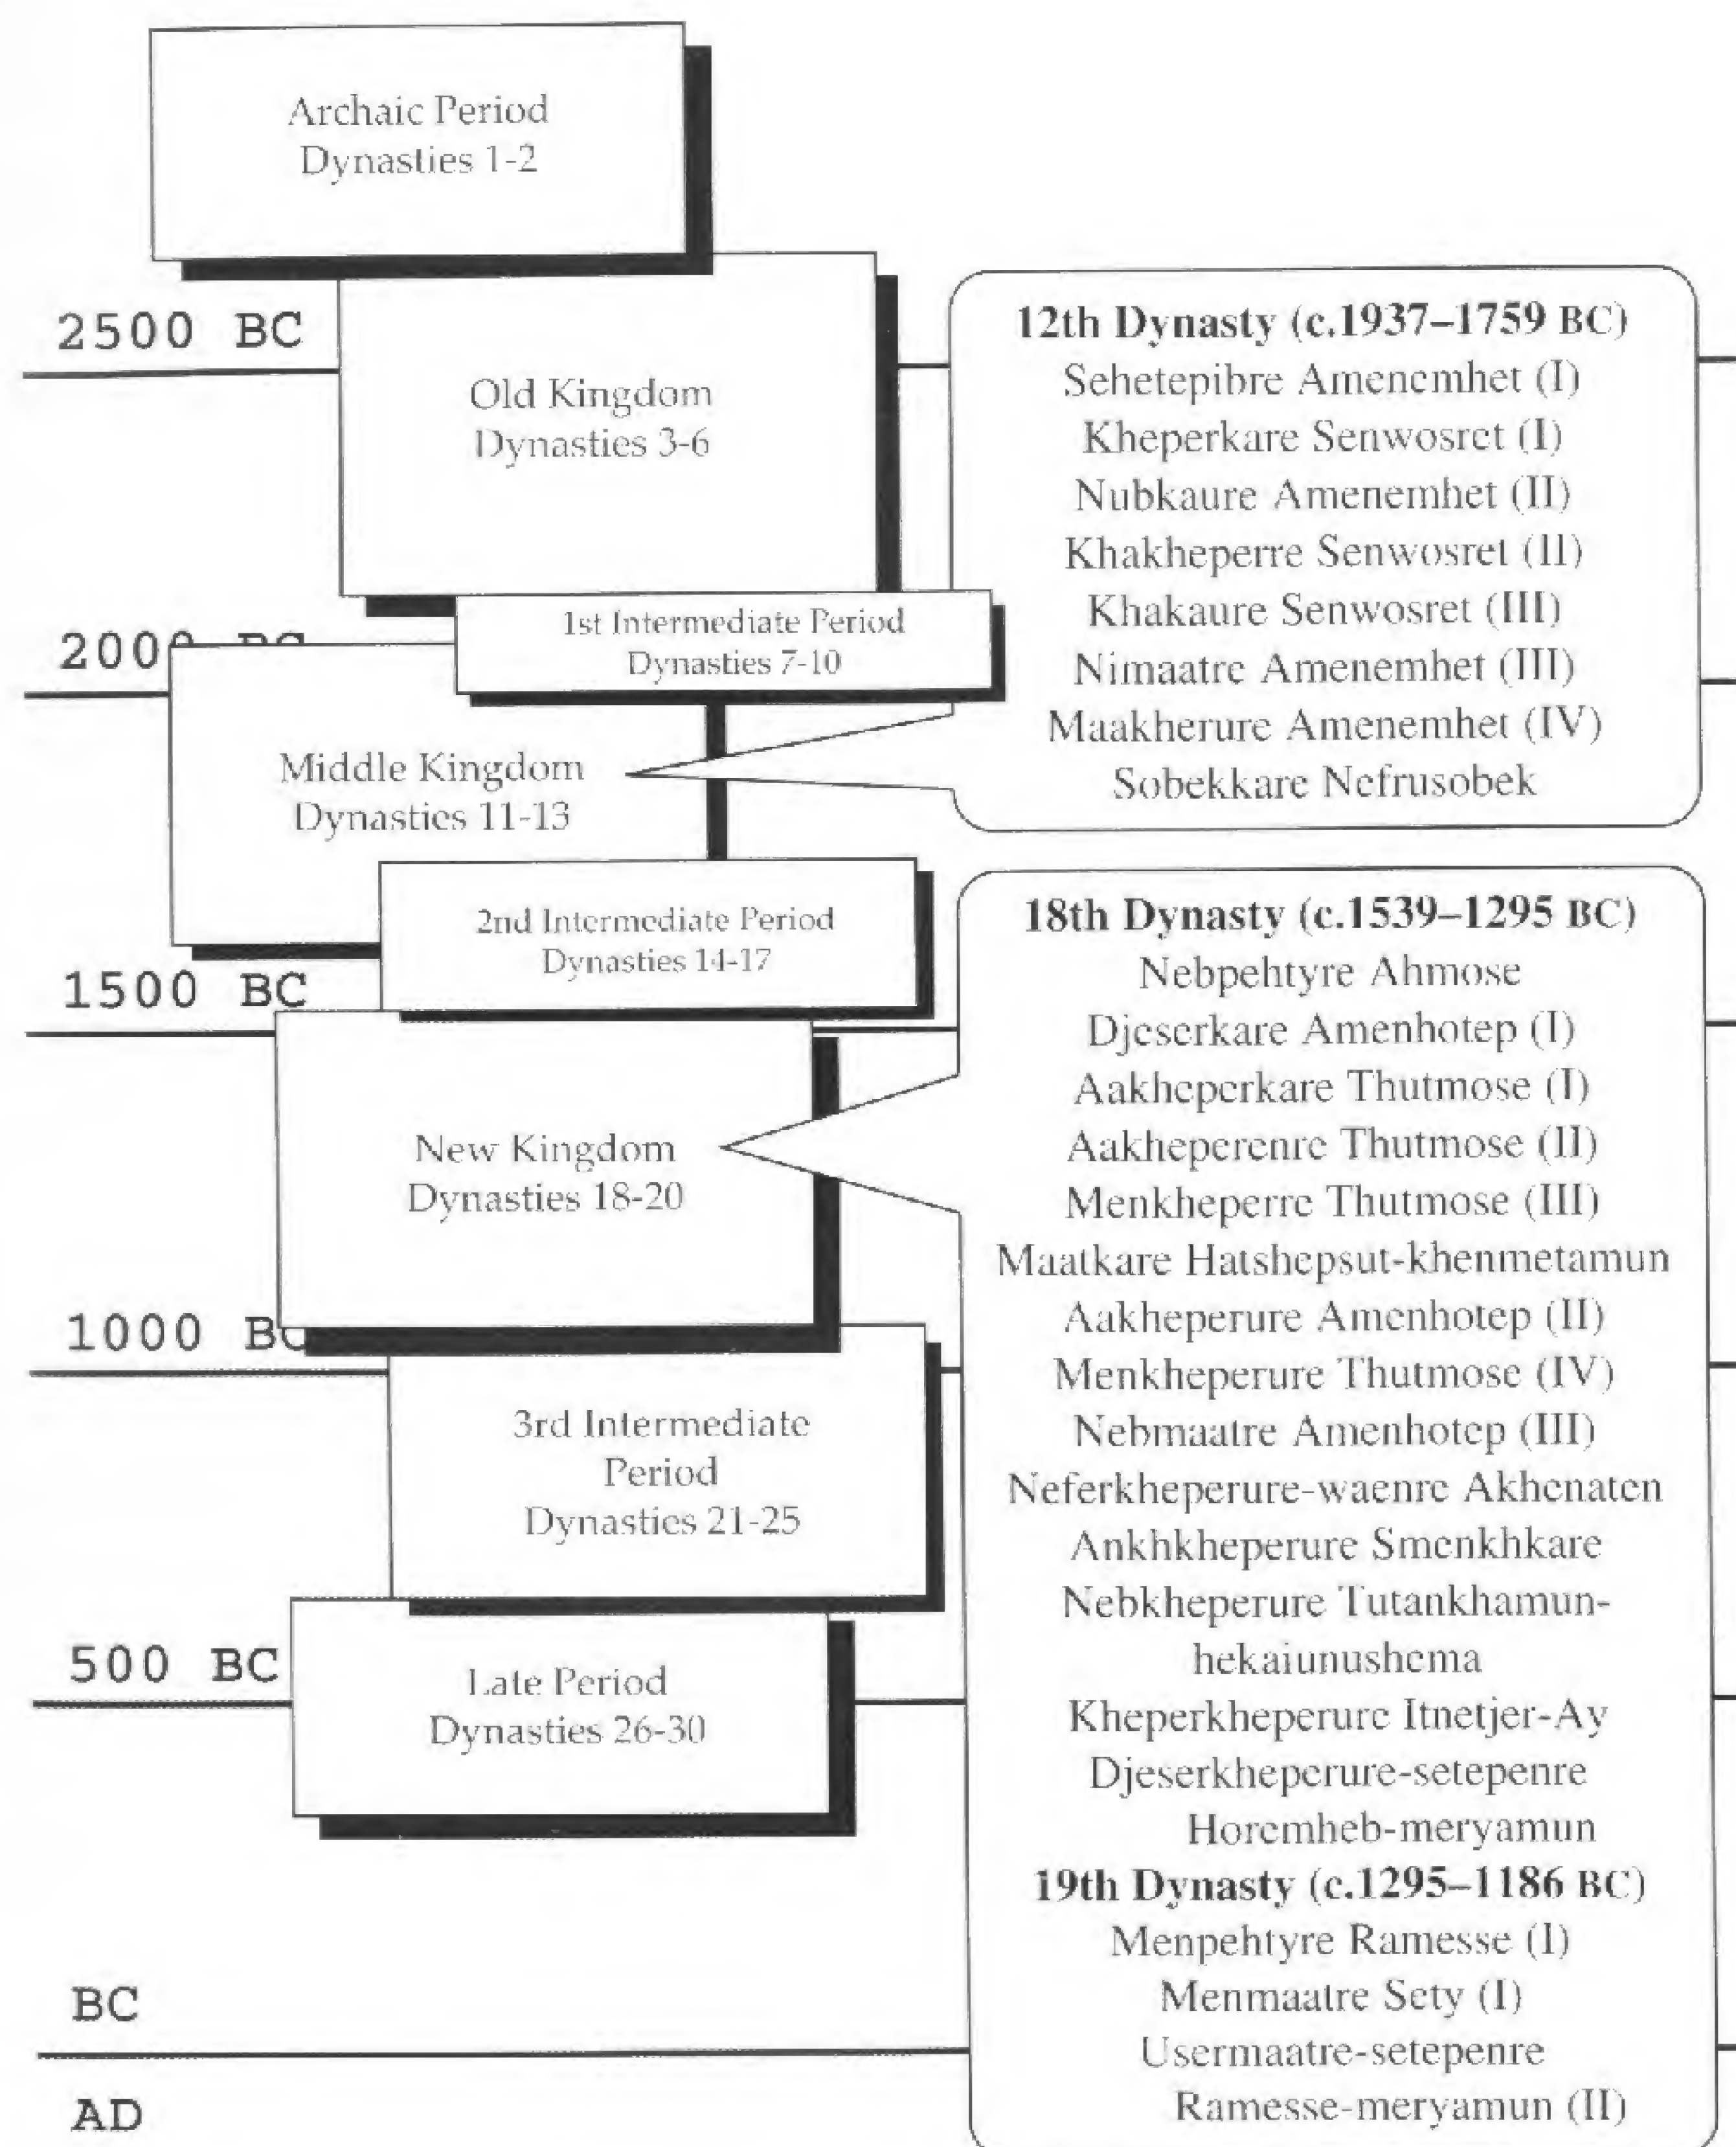 Archaic Period
Dynasties 1-2
2500 BC
Old Kingdom
Dynasties 3-6
1st Intermediate Period
Dynasties 7-10
2000 BC
Middle Kingdom
Dynasties 11-13
2nd Intermediate Period
Dynasties 14-17
1500 BC
New Kingdom
Dynasties 18-20
1000 BC
3rd Intermediate
Period
Dynasties 21-25
500 BC
Late Period
Dynasties 26-30
BC
AD
12th Dynasty (c.1937–1759 BC)
Sehetepibre Amenemhet (I)
Kheperkare Senwosret (I)
Nubkaure Amenemhet (II)
Khakheperre Senwosret (II)
Khakaure Senwosret (III)
Nimaatre Amenemhet (III)
Maakherure Amenemhet (IV)
Sobekkare Nefrusobek
18th Dynasty (c.1539–1295 BC)
Nebpehtyre Ahmose
Djeserkare Amenhotep (I)
Aakheperkare Thutmose (I)
Aakheperenre Thutmose (II)
Menkheperre Thutmose (III)
Maatkare Hatshepsut-khenmetamun
Aakheperure Amenhotep (II)
Menkheperure Thutmose (IV)
Nebmaatre Amenhotep (III)
Neferkheperure-waenre Akhenaten
Ankhkheperure Smenkhkare
Nebkheperure Tutankhamun-
hekaiunushema
Kheperkheperure Itnetjer-Ay
Djeserkheperure-setepenre
Horemheb-meryamun
19th Dynasty (c.1295–1186 BC)
Menpehtyre Ramesse (I)
Menmaatre Sety (I)
Usermaatre-setepenre
Ramesse-meryamun (II)